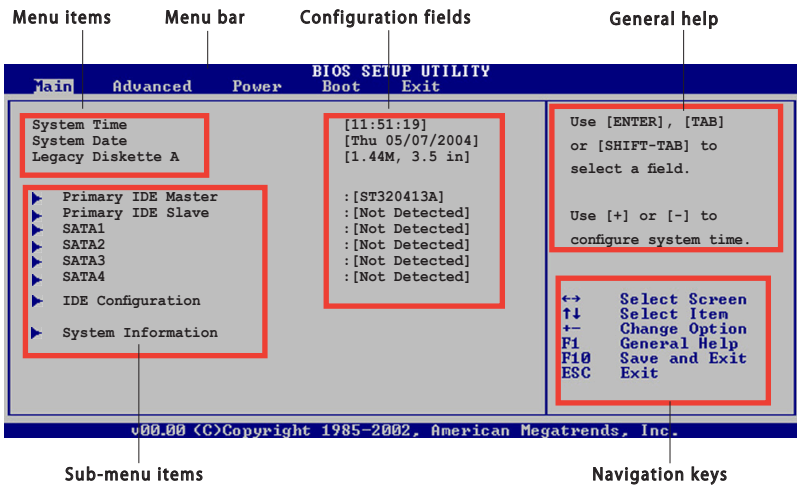 Menu items Menu bar Configuration fields General help
BIOS SETUP UTILITY
Main Advanced Power Boot Exit
System Time [11:51:19]
System Date [Thu 05/07/2004]
Legacy Diskette A [1.44M, 3.5 in]
Primary IDE Master :[ST320413A]
Primary IDE Slave :[Not Detected]
SATA1 :[Not Detected]
SATA2 :[Not Detected]
SATA3 :[Not Detected]
SATA4 :[Not Detected]
IDE Configuration
System Information
Use [ENTER], [TAB]
or [SHIFT-TAB] to
select a field.
Use [+] or [-] to
configure system time.
←→ Select Screen
↑↓ Select Item
+- Change Option
F1 General Help
F10 Save and Exit
ESC Exit
v00.00 (C)Copyright 1985-2002, American Megatrends, Inc.
Sub-menu items Navigation keys